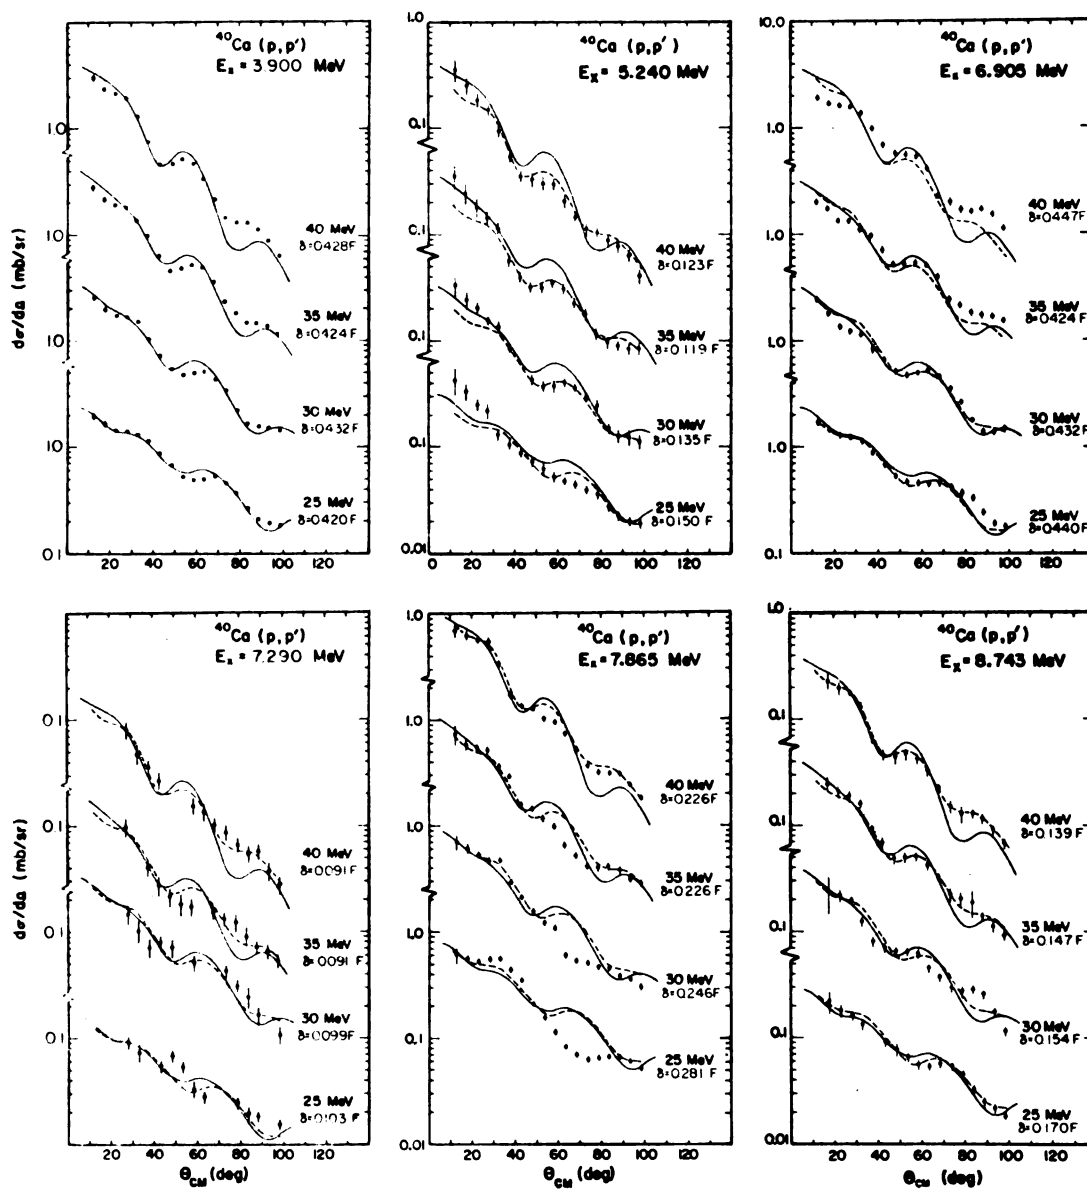 ⁴⁰Ca (p,p')
Eₓ = 3.900 MeV
1.0
1.0
1.0
1.0
0.1
40 MeV
δ=0.428F
35 MeV
δ=0.424F
30 MeV
δ=0.432F
25 MeV
δ=0.420F
20 40 60 80 100 120
dσ/dΩ (mb/sr)
⁴⁰Ca (p,p')
Eₓ = 5.240 MeV
1.0
0.1
0.1
0.1
0.1
0.01
40 MeV
δ=0.123F
35 MeV
δ=0.119F
30 MeV
δ=0.135F
25 MeV
δ=0.150F
0 20 40 60 80 100 120
⁴⁰Ca (p,p')
Eₓ = 6.905 MeV
10.0
1.0
1.0
1.0
1.0
0.1
40 MeV
δ=0.447F
35 MeV
δ=0.424F
30 MeV
δ=0.432F
25 MeV
δ=0.440F
20 40 60 80 100 120
⁴⁰Ca (p,p')
Eₓ = 7.290 MeV
0.1
0.1
0.1
0.1
40 MeV
δ=0.091F
35 MeV
δ=0.091F
30 MeV
δ=0.099F
25 MeV
δ=0.103F
0 20 40 60 80 100 120
dσ/dΩ (mb/sr)
Θ_CM (deg)
⁴⁰Ca (p,p')
Eₓ = 7.865 MeV
1.0
1.0
1.0
0.1
0.01
40 MeV
δ=0.226F
35 MeV
δ=0.226F
30 MeV
δ=0.246F
25 MeV
δ=0.281F
20 40 60 80 100 120
Θ_CM (deg)
⁴⁰Ca (p,p')
Eₓ = 8.743 MeV
1.0
0.1
0.1
0.1
0.1
0.01
40 MeV
δ=0.139F
35 MeV
δ=0.147F
30 MeV
δ=0.154F
25 MeV
δ=0.170F
20 40 60 80 100 120
Θ_CM (deg)